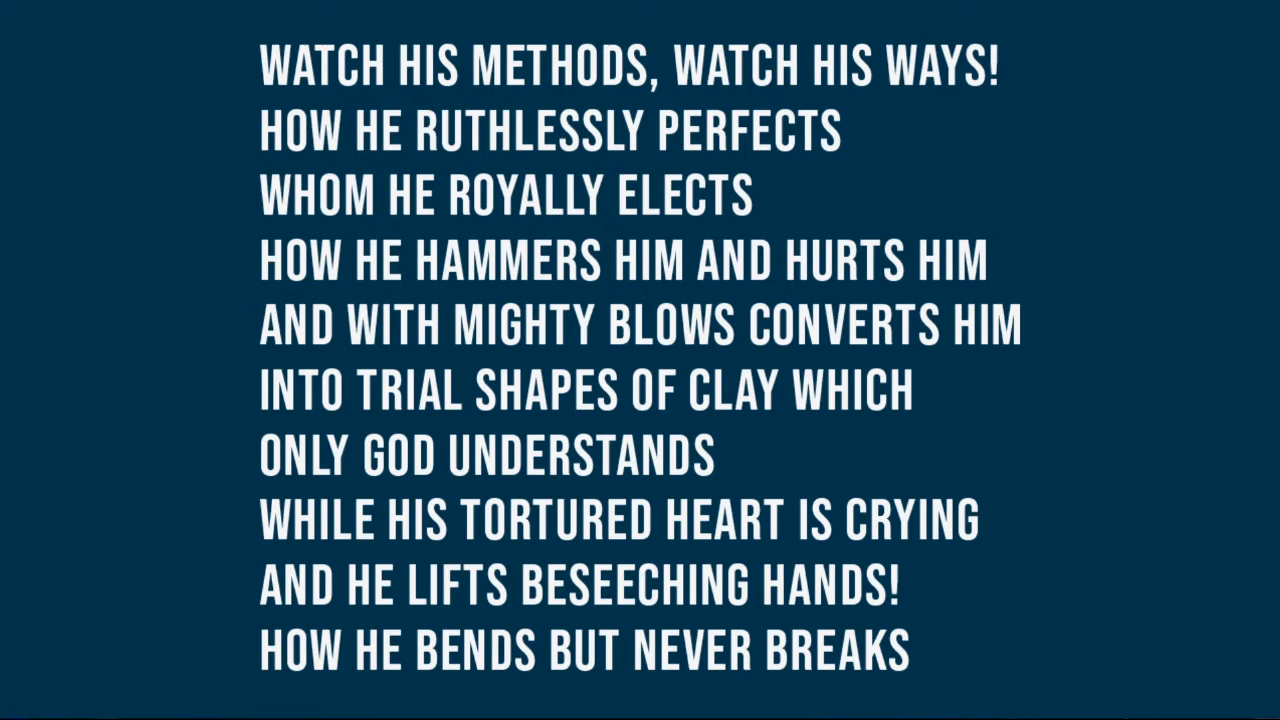 WATCH HIS METHODS, WATCH HIS WAYS!
HOW HE RUTHLESSLY PERFECTS
WHOM HE ROYALLY ELECTS
HOW HE HAMMERS HIM AND HURTS HIM
AND WITH MIGHTY BLOWS CONVERTS HIM
INTO TRIAL SHAPES OF CLAY WHICH
ONLY GOD UNDERSTANDS
WHILE HIS TORTURED HEART IS CRYING
AND HE LIFTS BESEECHING HANDS!
HOW HE BENDS BUT NEVER BREAKS